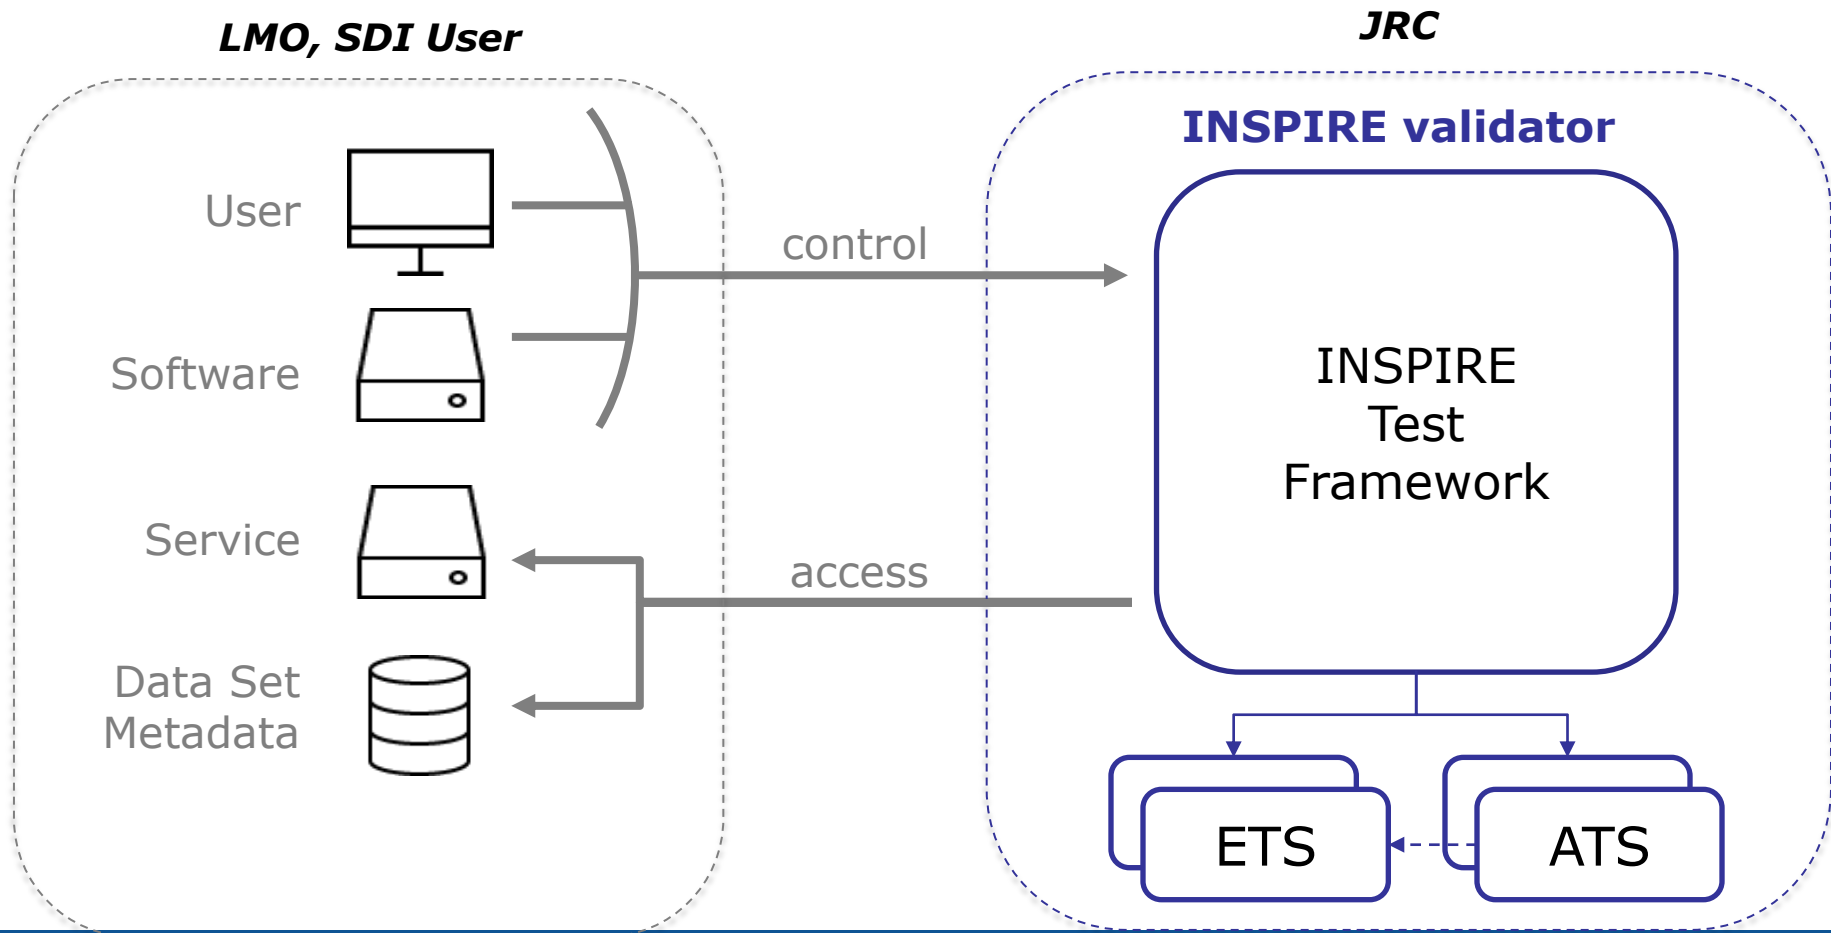 LMO, SDI User
User
Software
Service
Data Set
Metadata
control
access
JRC
INSPIRE validator
INSPIRE
Test
Framework
ETS
ATS